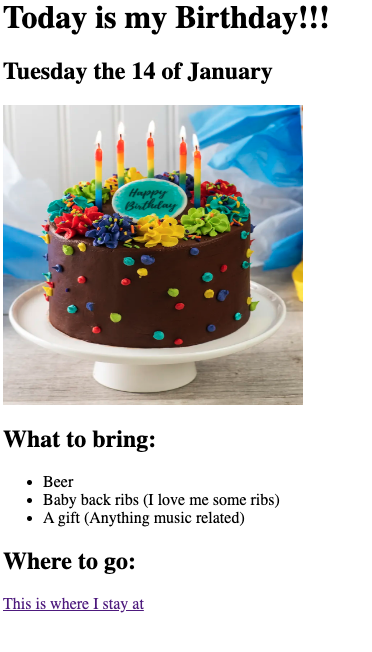 Today is my Birthday!!!
Tuesday the 14 of January
Happy
Birthday
What to bring:
Beer
Baby back ribs (I love me some ribs)
A gift (Anything music related)
Where to go:
This is where I stay at